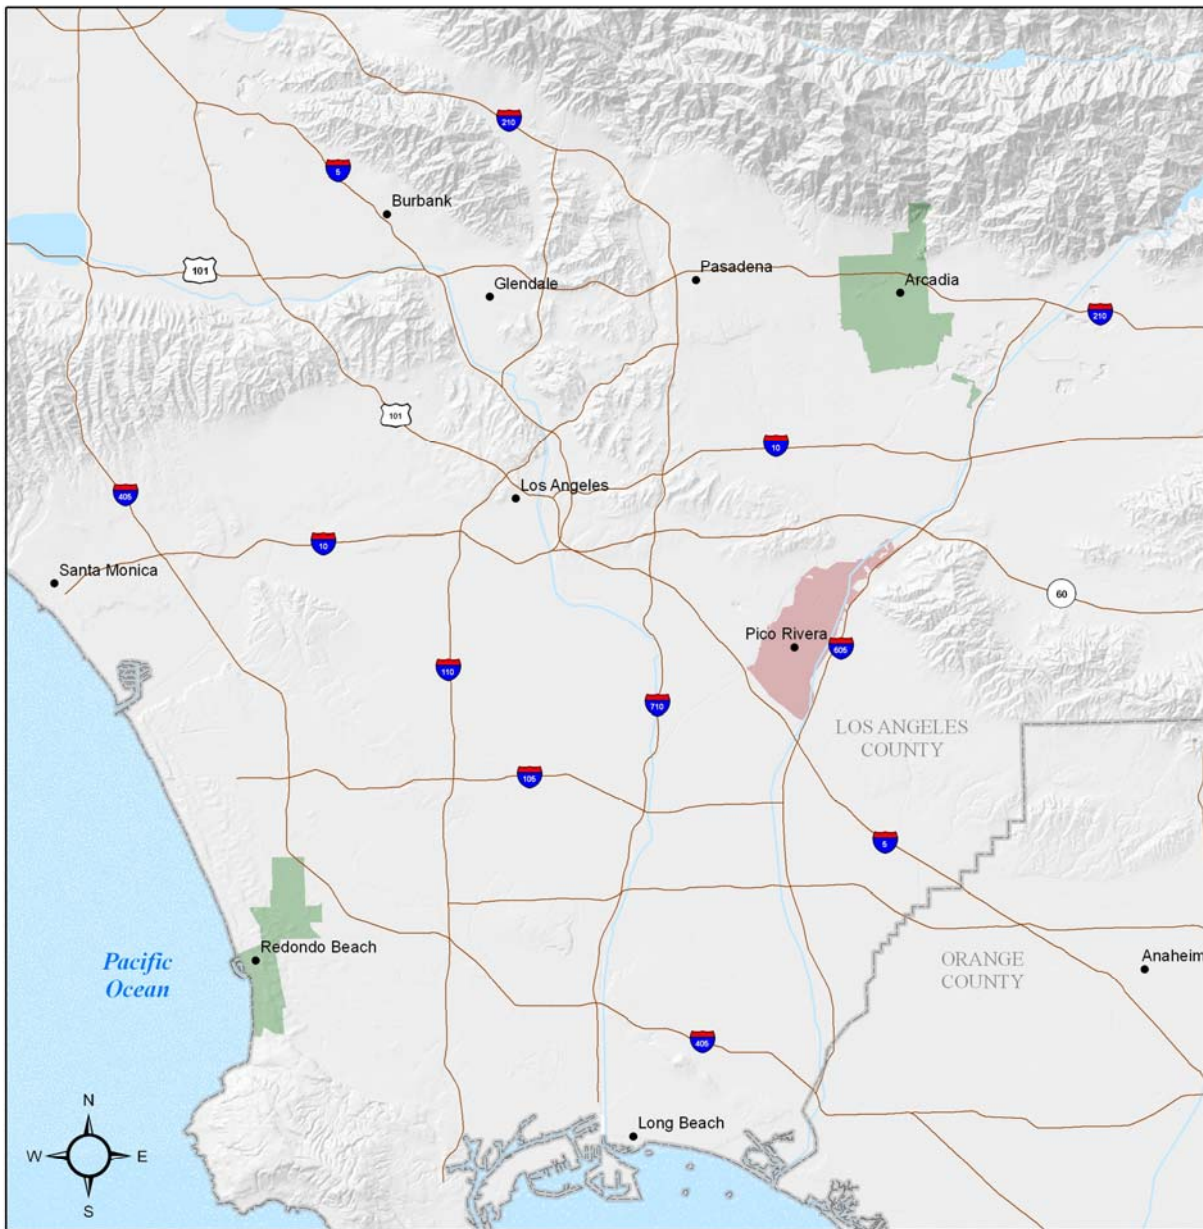 210
5
Burbank
101
Glendale
Pasadena
Arcadia
210
101
10
405
Los Angeles
10
Santa Monica
60
Pico Rivera
605
110
710
LOS ANGELES
COUNTY
105
5
Redondo Beach
Pacific
Ocean
ORANGE
COUNTY
Anaheim
405
N
W
E
S
Long Beach